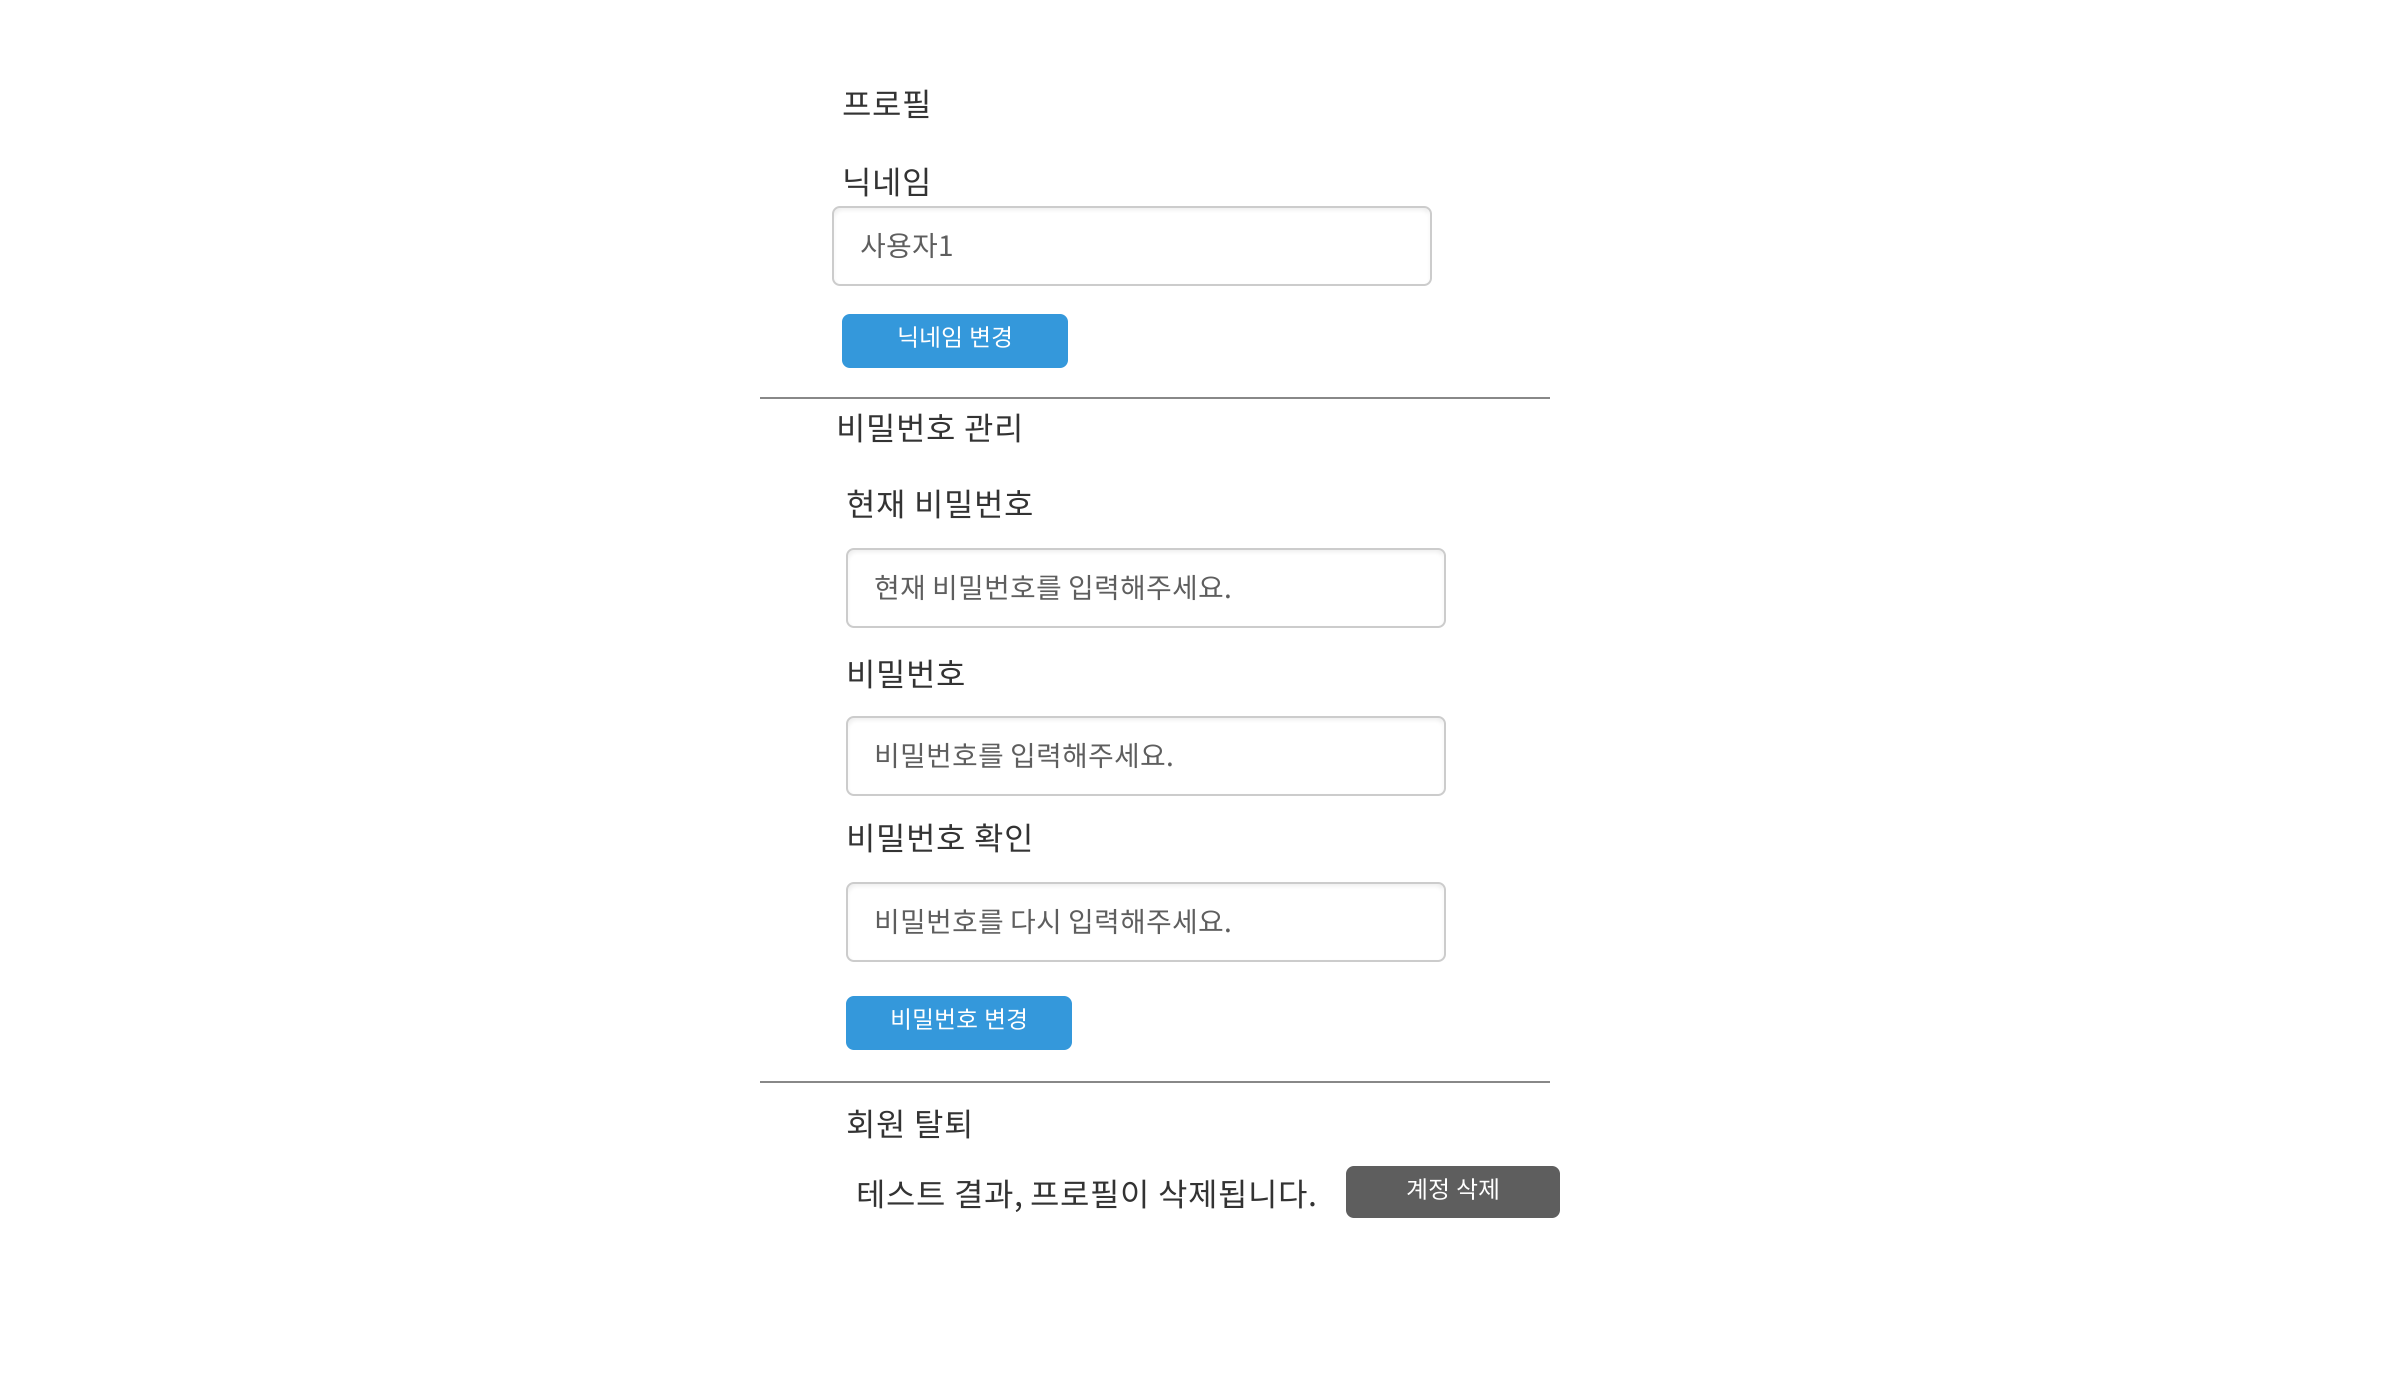 프로필
닉네임
사용자1
닉네임 변경
비밀번호 관리
현재 비밀번호
현재 비밀번호를 입력해주세요.
비밀번호
비밀번호를 입력해주세요.
비밀번호 확인
비밀번호를 다시 입력해주세요.
비밀번호 변경
회원 탈퇴
테스트 결과, 프로필이 삭제됩니다. 계정 삭제